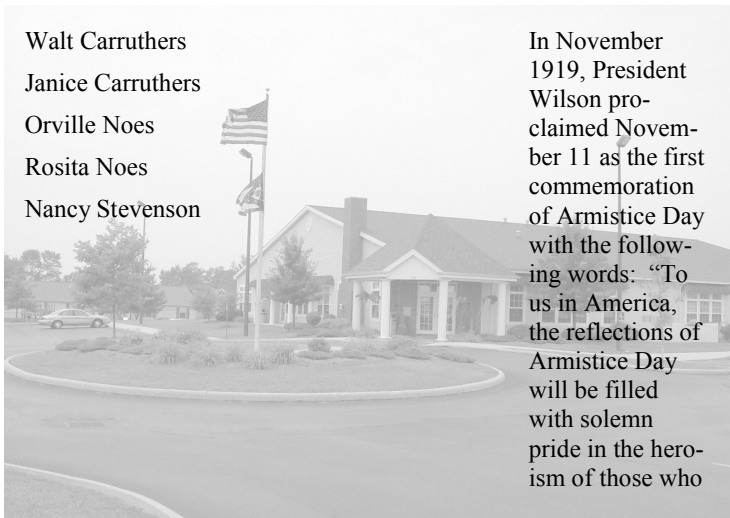 Walt Carruthers
Janice Carruthers
Orville Noes
Rosita Noes
Nancy Stevenson
In November
1919, President
Wilson pro-
claimed Novem-
ber 11 as the first
commemoration
of Armistice Day
with the follow-
ing words:  “To
us in America,
the reflections of
Armistice Day
will be filled
with solemn
pride in the hero-
ism of those who